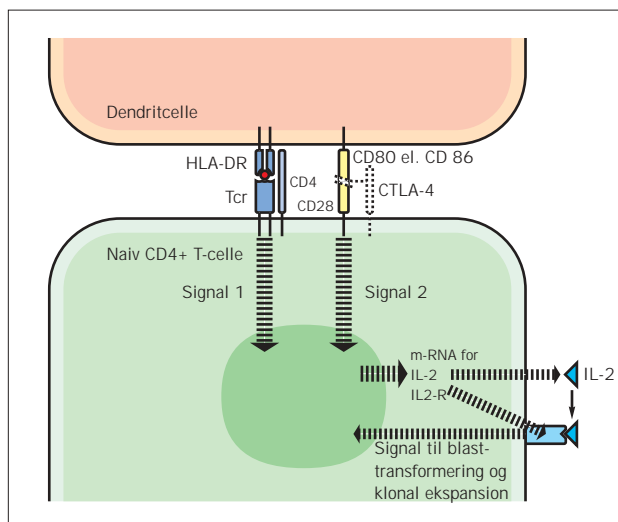 Dendritcelle
HLA-DR
CD80 el. CD 86
CD4
CTLA-4
Tcr
CD28
Naiv CD4+ T-celle
Signal 1
Signal 2
m-RNA for
IL-2
IL2-R
IL-2
Signal til blast-
transformering og
klonal ekspansion